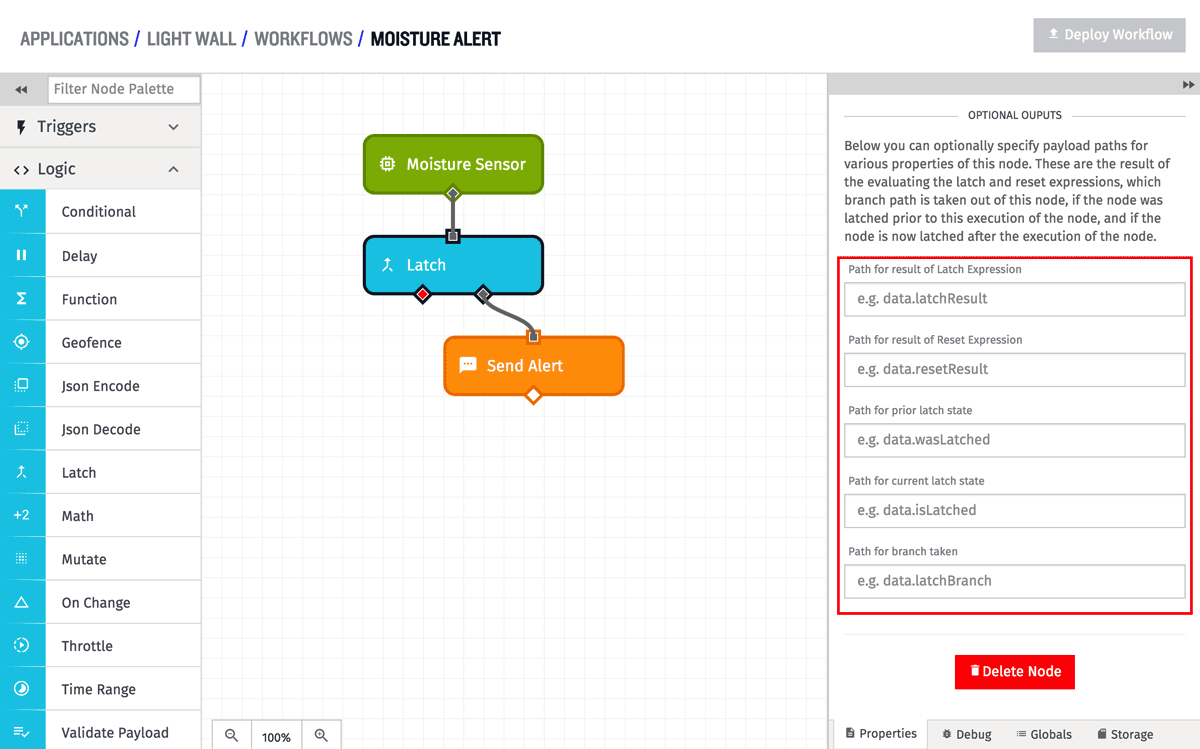 APPLICATIONS / LIGHT WALL / WORKFLOWS / MOISTURE ALERT
Deploy Workflow
Filter Node Palette
Triggers
Logic
Conditional
Delay
Function
Geofence
Json Encode
Json Decode
Latch
+2 Math
Mutate
On Change
Throttle
Time Range
Validate Payload
Moisture Sensor
Latch
Send Alert
100%
OPTIONAL OUPUTS
Below you can optionally specify payload paths for
various properties of this node. These are the result of
the evaluating the latch and reset expressions, which
branch path is taken out of this node, if the node was
latched prior to this execution of the node, and if the
node is now latched after the execution of the node.
Path for result of Latch Expression
e.g. data.latchResult
Path for result of Reset Expression
e.g. data.resetResult
Path for prior latch state
e.g. data.wasLatched
Path for current latch state
e.g. data.isLatched
Path for branch taken
e.g. data.latchBranch
Delete Node
Properties Debug Globals Storage